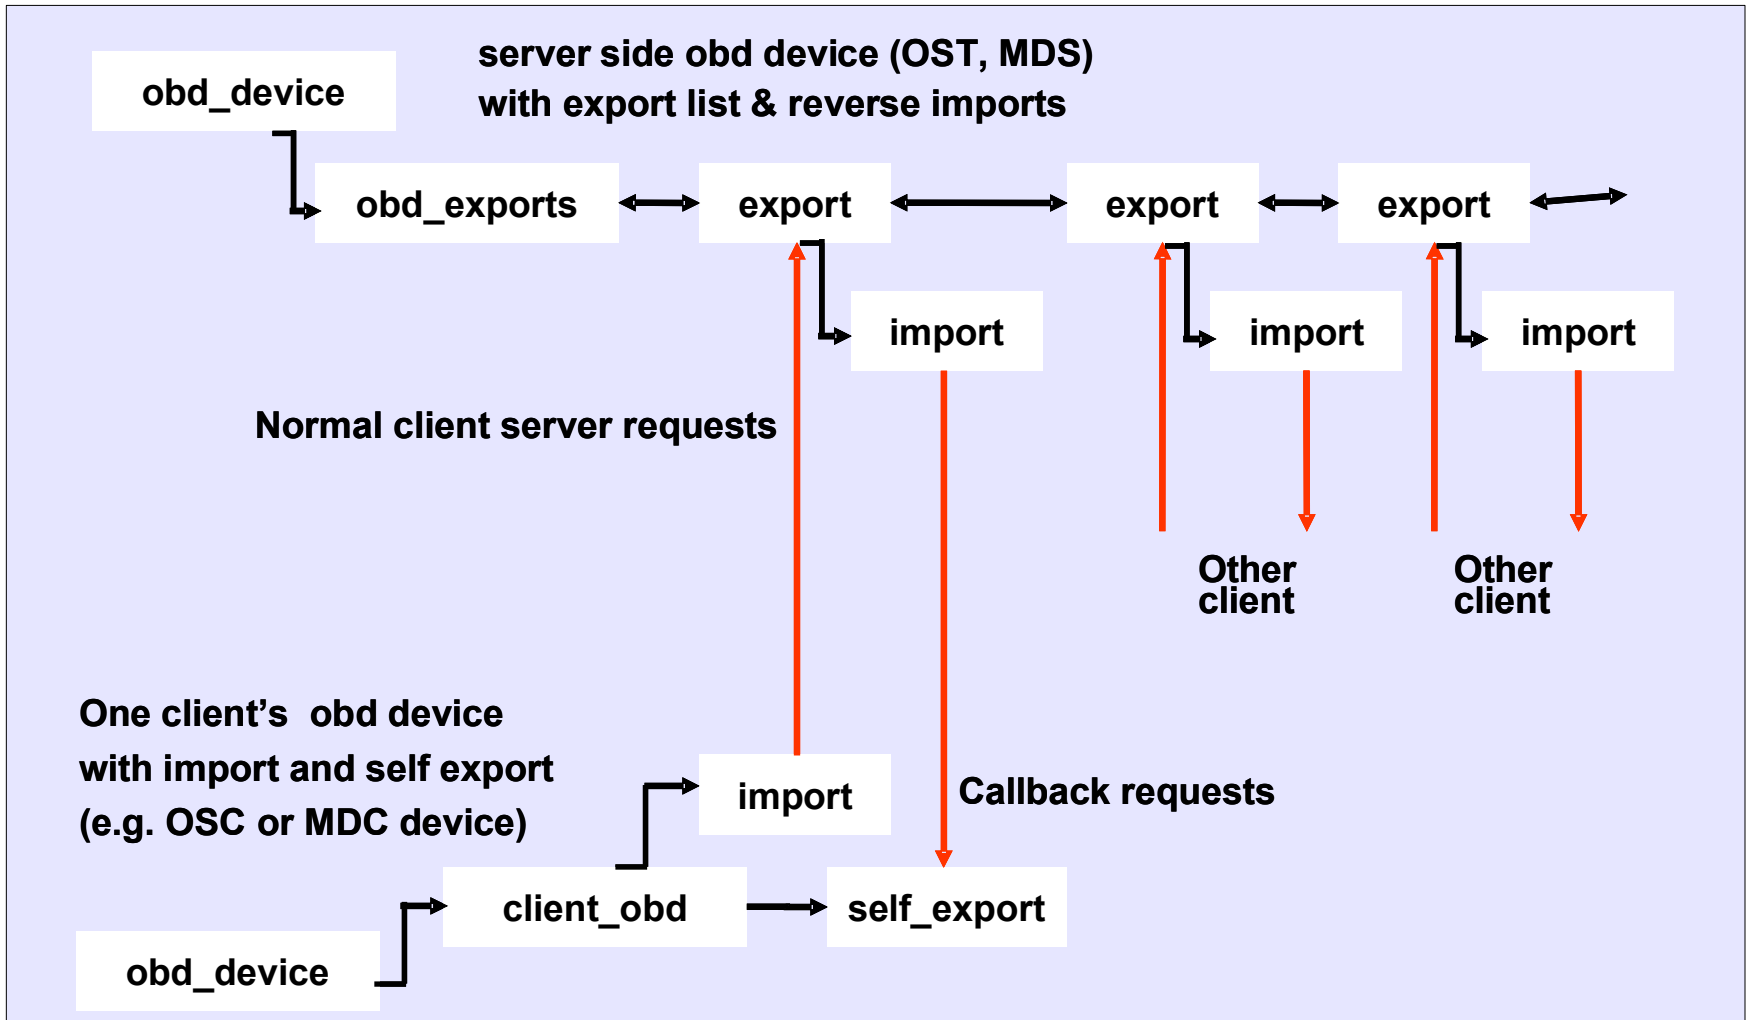 server side obd device (OST, MDS)
with export list & reverse imports
obd_device
obd_exports
export
export
export
import
import
import
Normal client server requests
Other
client
Other
client
One client’s  obd device
with import and self export
(e.g. OSC or MDC device)
import
Callback requests
client_obd
self_export
obd_device